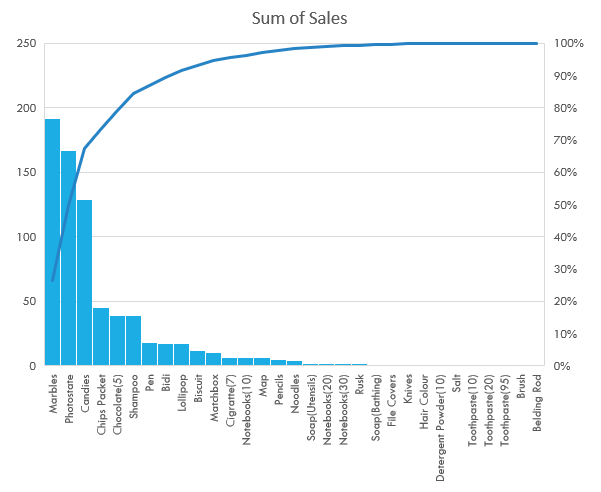 Sum of Sales
250
200
150
100
50
0
100%
90%
80%
70%
60%
50%
40%
30%
20%
10%
0%
Marbles
Photostate
Candies
Chips Packet
Chocolate(5)
Shampoo
Pen
Bidi
Lollipop
Biscuit
Matchbox
Cigratte(7)
Notebooks(10)
Map
Pencils
Noodles
Soap(Utensils)
Notebooks(20)
Notebooks(30)
Rusk
Soap(Bathing)
File Covers
Knives
Hair Colour
Detergent Powder(10)
Salt
Toothpaste(10)
Toothpaste(20)
Toothpaste(95)
Brush
Belding Rod